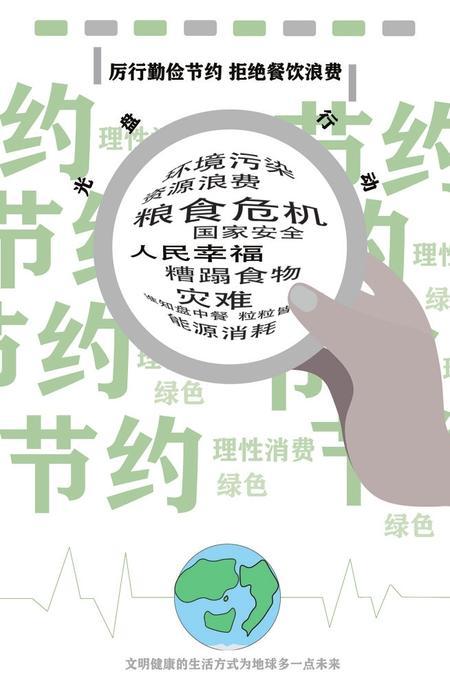 厉行勤俭节约 拒绝餐饮浪费
光盘行动
节约
理性消
节约
环境污染
资源浪费
粮食危机
国家安全
人民幸福
糟蹋食物
灾难
谁知盘中餐 粒粒皆
能源消耗
节约
理性
绿色
节约
理性消费
绿色
节约
理性消费
绿色
绿色
文明健康的生活方式为地球多一点未来